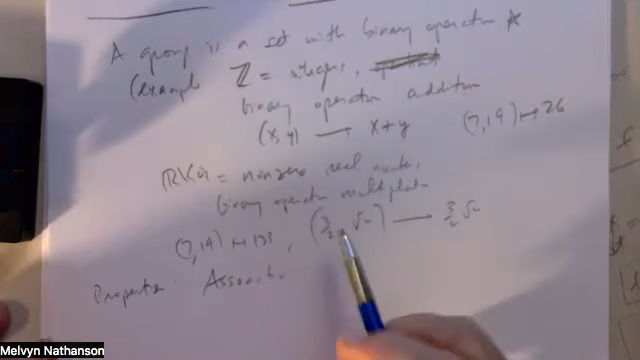 A group is a set with binary operation *
(example ℤ = integers,
binary operation addition
(x, y) ⟶ x+y (7, 19) ↦ 26
ℝ\{0} = nonzero real numbers,
binary operation multiplication
(7, 19) ↦ 133, (3/2, √2) ⟶ 3/2 √2
Properties: Associativ
Melvyn Nathanson